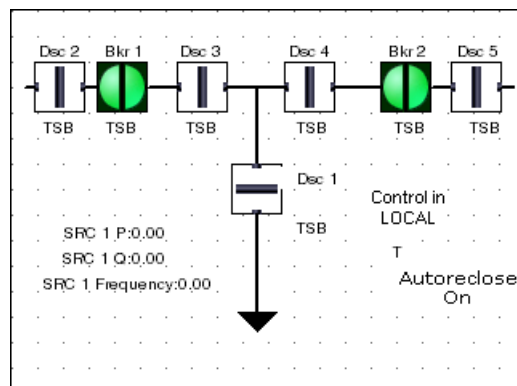 Dsc 2 Bkr 1 Dsc 3 Dsc 4 Bkr 2 Dsc 5
TSB TSB TSB TSB TSB TSB
Dsc 1
TSB
SRC 1 P:0.00
SRC 1 Q:0.00
SRC 1 Frequency:0.00
Control in
LOCAL
T
Autoreclose
On